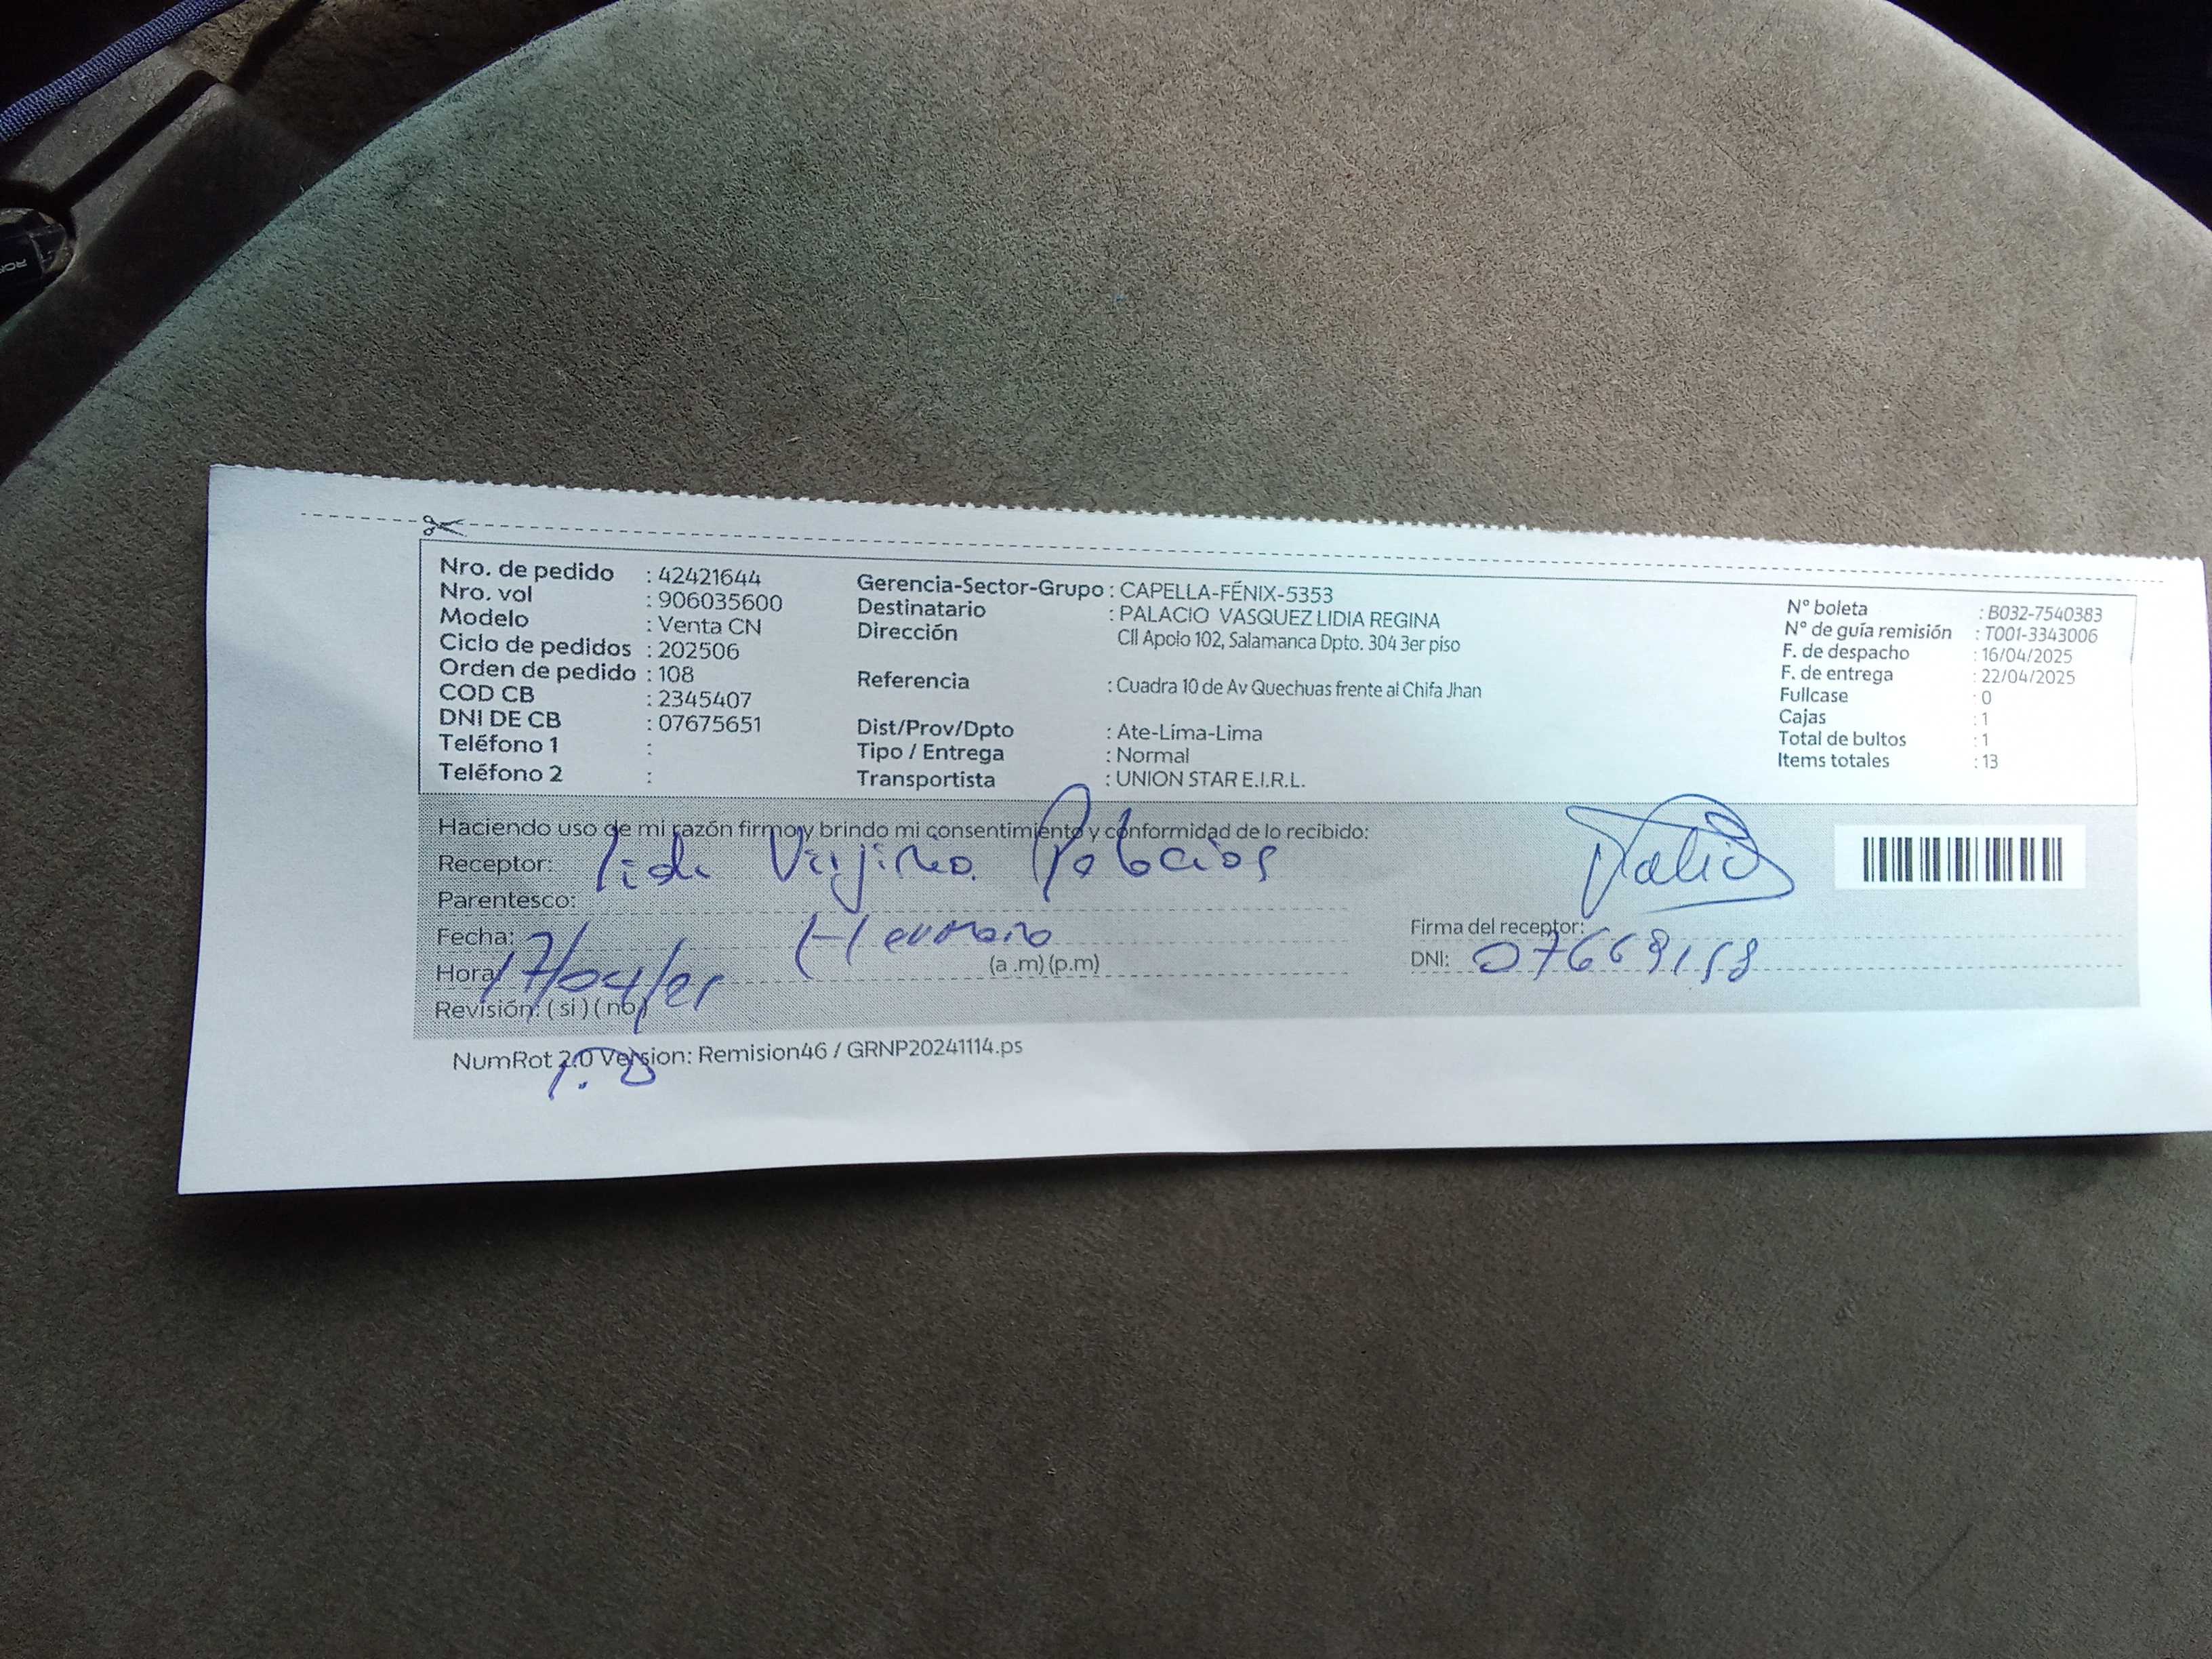 Nro. de pedido : 42421644
Nro. vol : 906035600
Modelo : Venta CN
Ciclo de pedidos : 202506
Orden de pedido : 108
COD CB : 2345407
DNI DE CB : 07675651
Teléfono 1 :
Teléfono 2 :
Gerencia-Sector-Grupo : CAPELLA-FÉNIX-5353
Destinatario : PALACIO VASQUEZ LIDIA REGINA
Dirección Cll Apolo 102, Salamanca Dpto. 304 3er piso
Referencia : Cuadra 10 de Av Quechuas frente al Chifa Jhan
Dist/Prov/Dpto : Ate-Lima-Lima
Tipo / Entrega : Normal
Transportista : UNION STAR E.I.R.L.
N° boleta : B032-7540383
N° de guía remisión : T001-3343006
F. de despacho : 16/04/2025
F. de entrega : 22/04/2025
Fullcase : 0
Cajas : 1
Total de bultos : 1
Items totales : 13
Haciendo uso de mi razón firmo y brindo mi consentimiento y conformidad de lo recibido:
Receptor: Palacios
Parentesco:
Fecha: Hermana
Hora: 17/04/25 (a .m) (p.m)
Revisión: ( si ) ( no )
Firma del receptor:
DNI: 07669158
NumRot 2.0 Version: Remision46 / GRNP20241114.ps